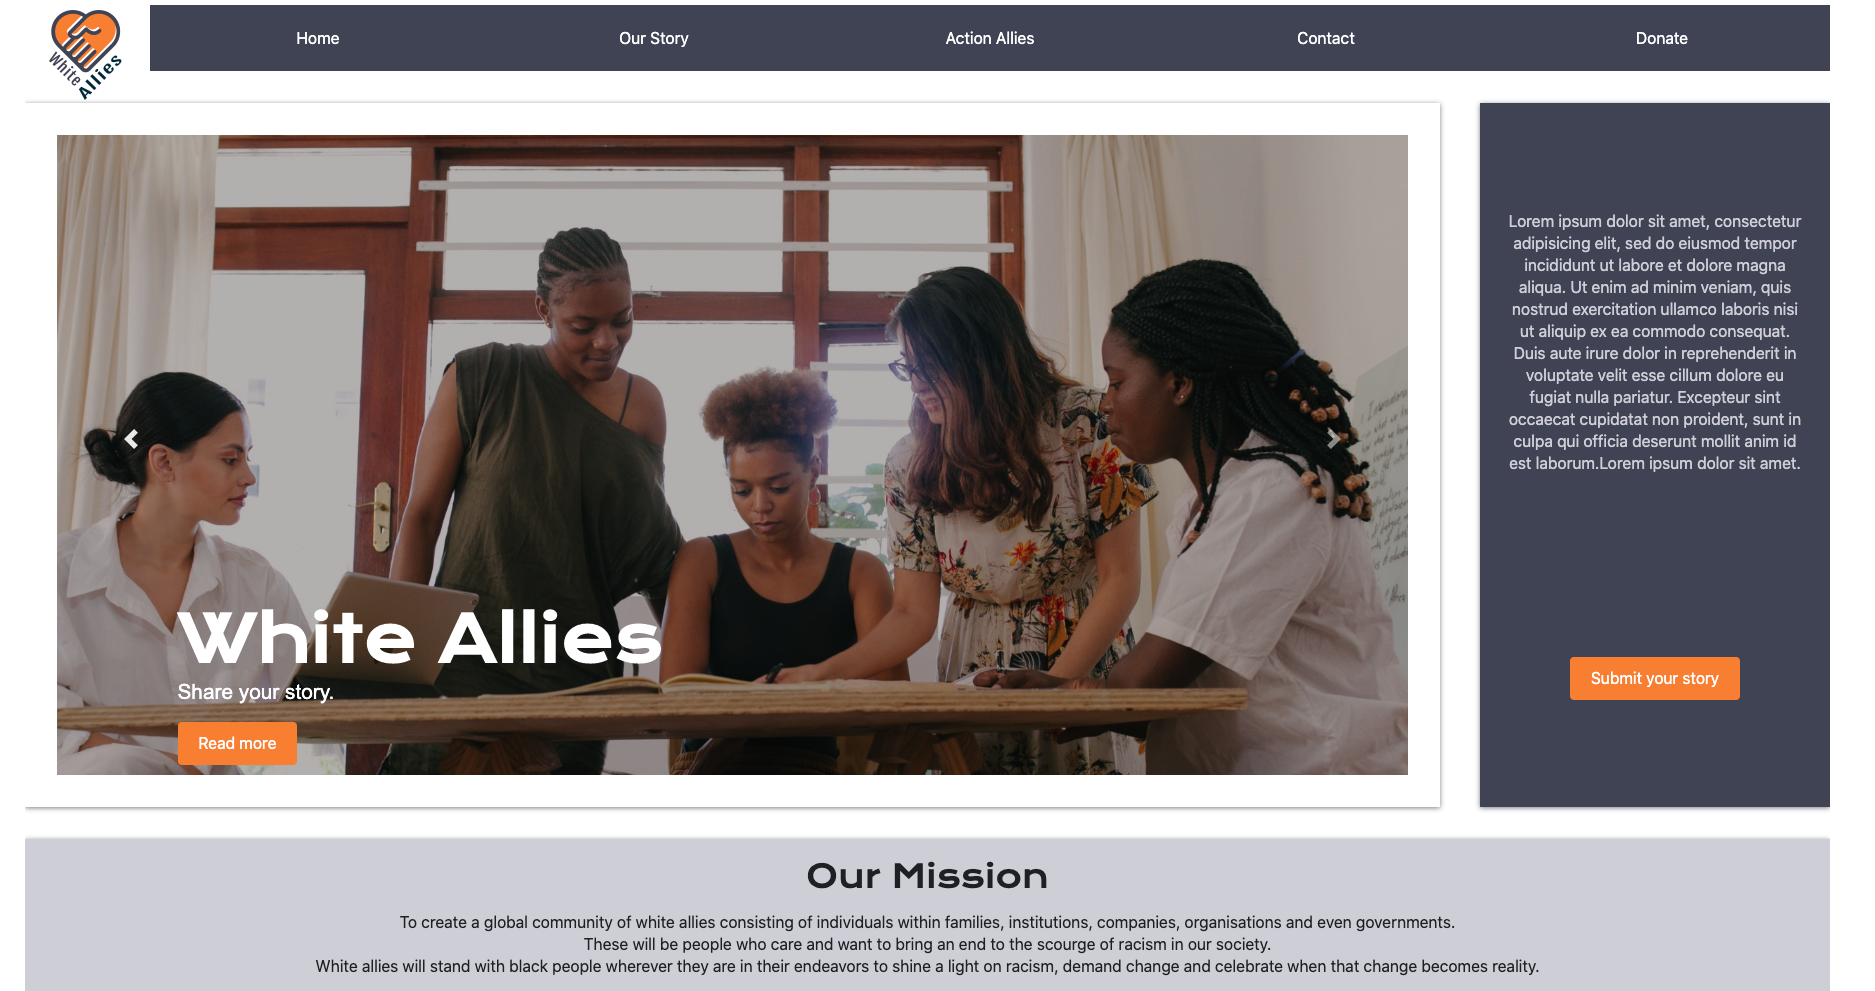 White
Allies
Home
Our Story
Action Allies
Contact
Donate
White Allies
Share your story.
Read more
Lorem ipsum dolor sit amet, consectetur
adipisicing elit, sed do eiusmod tempor
incididunt ut labore et dolore magna
aliqua. Ut enim ad minim veniam, quis
nostrud exercitation ullamco laboris nisi
ut aliquip ex ea commodo consequat.
Duis aute irure dolor in reprehenderit in
voluptate velit esse cillum dolore eu
fugiat nulla pariatur. Excepteur sint
occaecat cupidatat non proident, sunt in
culpa qui officia deserunt mollit anim id
est laborum.Lorem ipsum dolor sit amet.
Submit your story
Our Mission
To create a global community of white allies consisting of individuals within families, institutions, companies, organisations and even governments.
These will be people who care and want to bring an end to the scourge of racism in our society.
White allies will stand with black people wherever they are in their endeavors to shine a light on racism, demand change and celebrate when that change becomes reality.